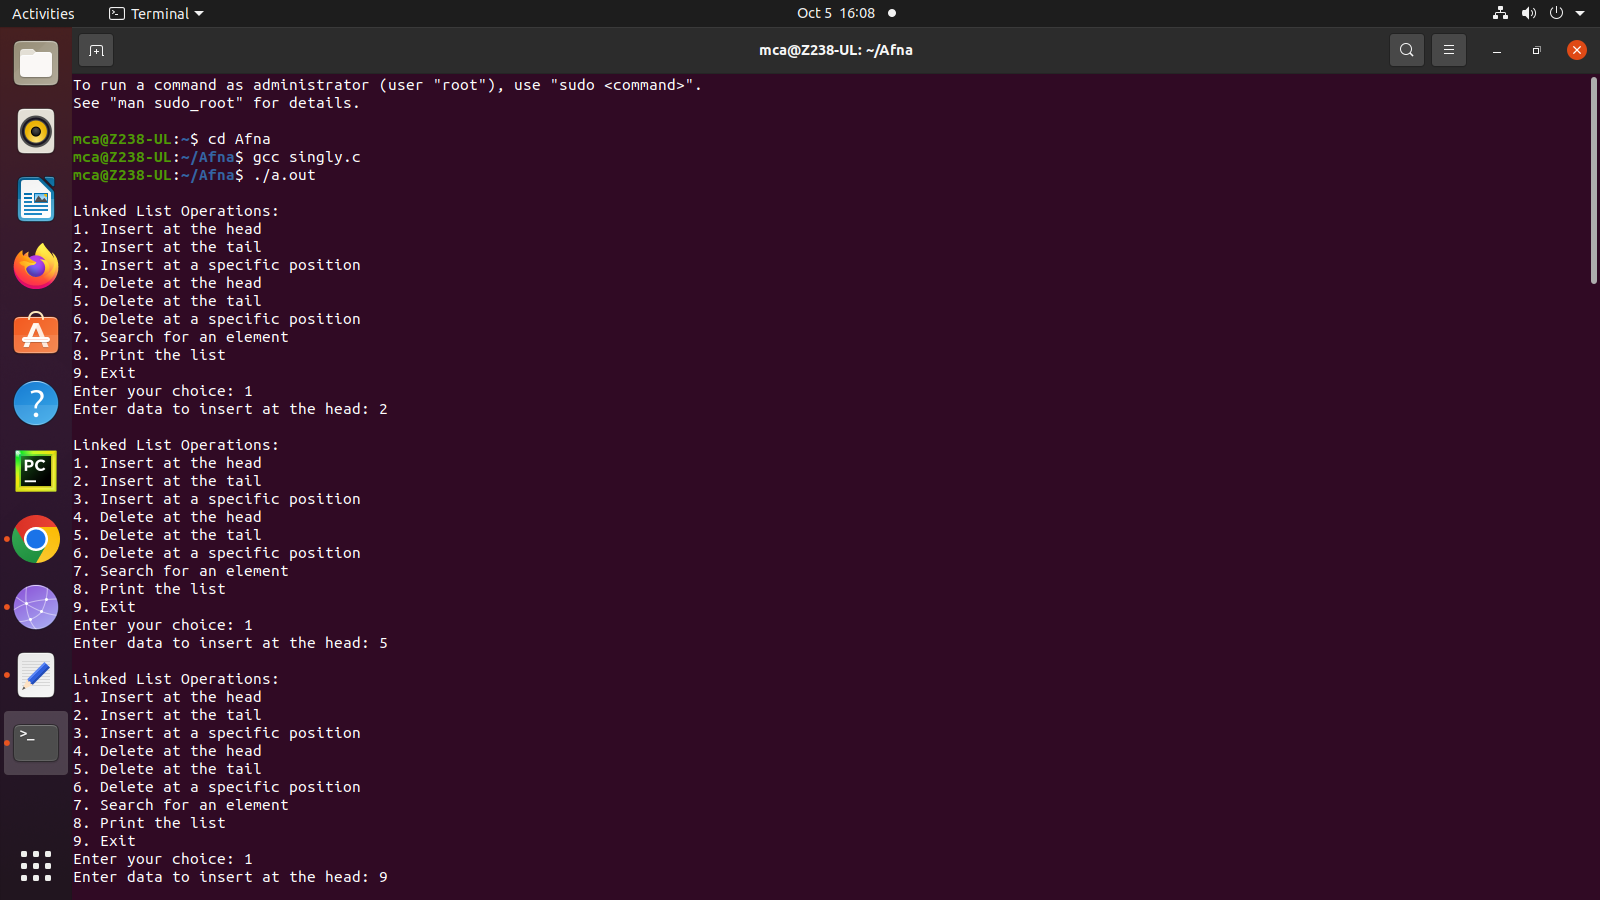 Activities Terminal Oct 5 16:08
mca@Z238-UL: ~/Afna
To run a command as administrator (user "root"), use "sudo <command>".
See "man sudo_root" for details.
mca@Z238-UL:~$ cd Afna
mca@Z238-UL:~/Afna$ gcc singly.c
mca@Z238-UL:~/Afna$ ./a.out
Linked List Operations:
1. Insert at the head
2. Insert at the tail
3. Insert at a specific position
4. Delete at the head
5. Delete at the tail
6. Delete at a specific position
7. Search for an element
8. Print the list
9. Exit
Enter your choice: 1
Enter data to insert at the head: 2
Linked List Operations:
1. Insert at the head
2. Insert at the tail
3. Insert at a specific position
4. Delete at the head
5. Delete at the tail
6. Delete at a specific position
7. Search for an element
8. Print the list
9. Exit
Enter your choice: 1
Enter data to insert at the head: 5
Linked List Operations:
1. Insert at the head
2. Insert at the tail
3. Insert at a specific position
4. Delete at the head
5. Delete at the tail
6. Delete at a specific position
7. Search for an element
8. Print the list
9. Exit
Enter your choice: 1
Enter data to insert at the head: 9
PC